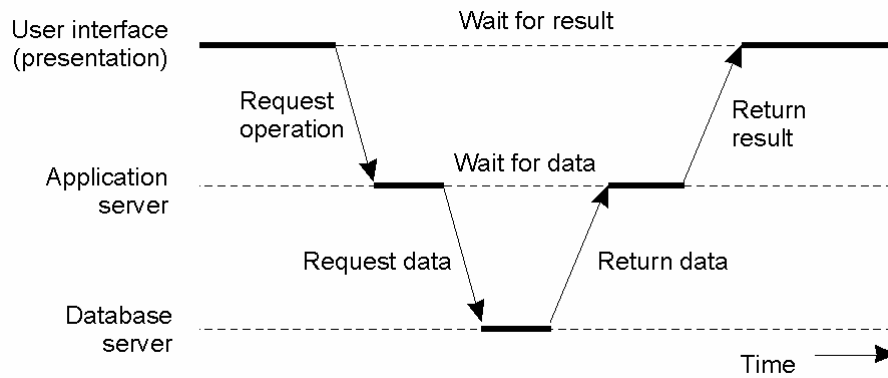 User interface
(presentation)
Wait for result
Request
operation
Return
result
Wait for data
Application
server
Request data
Return data
Database
server
Time